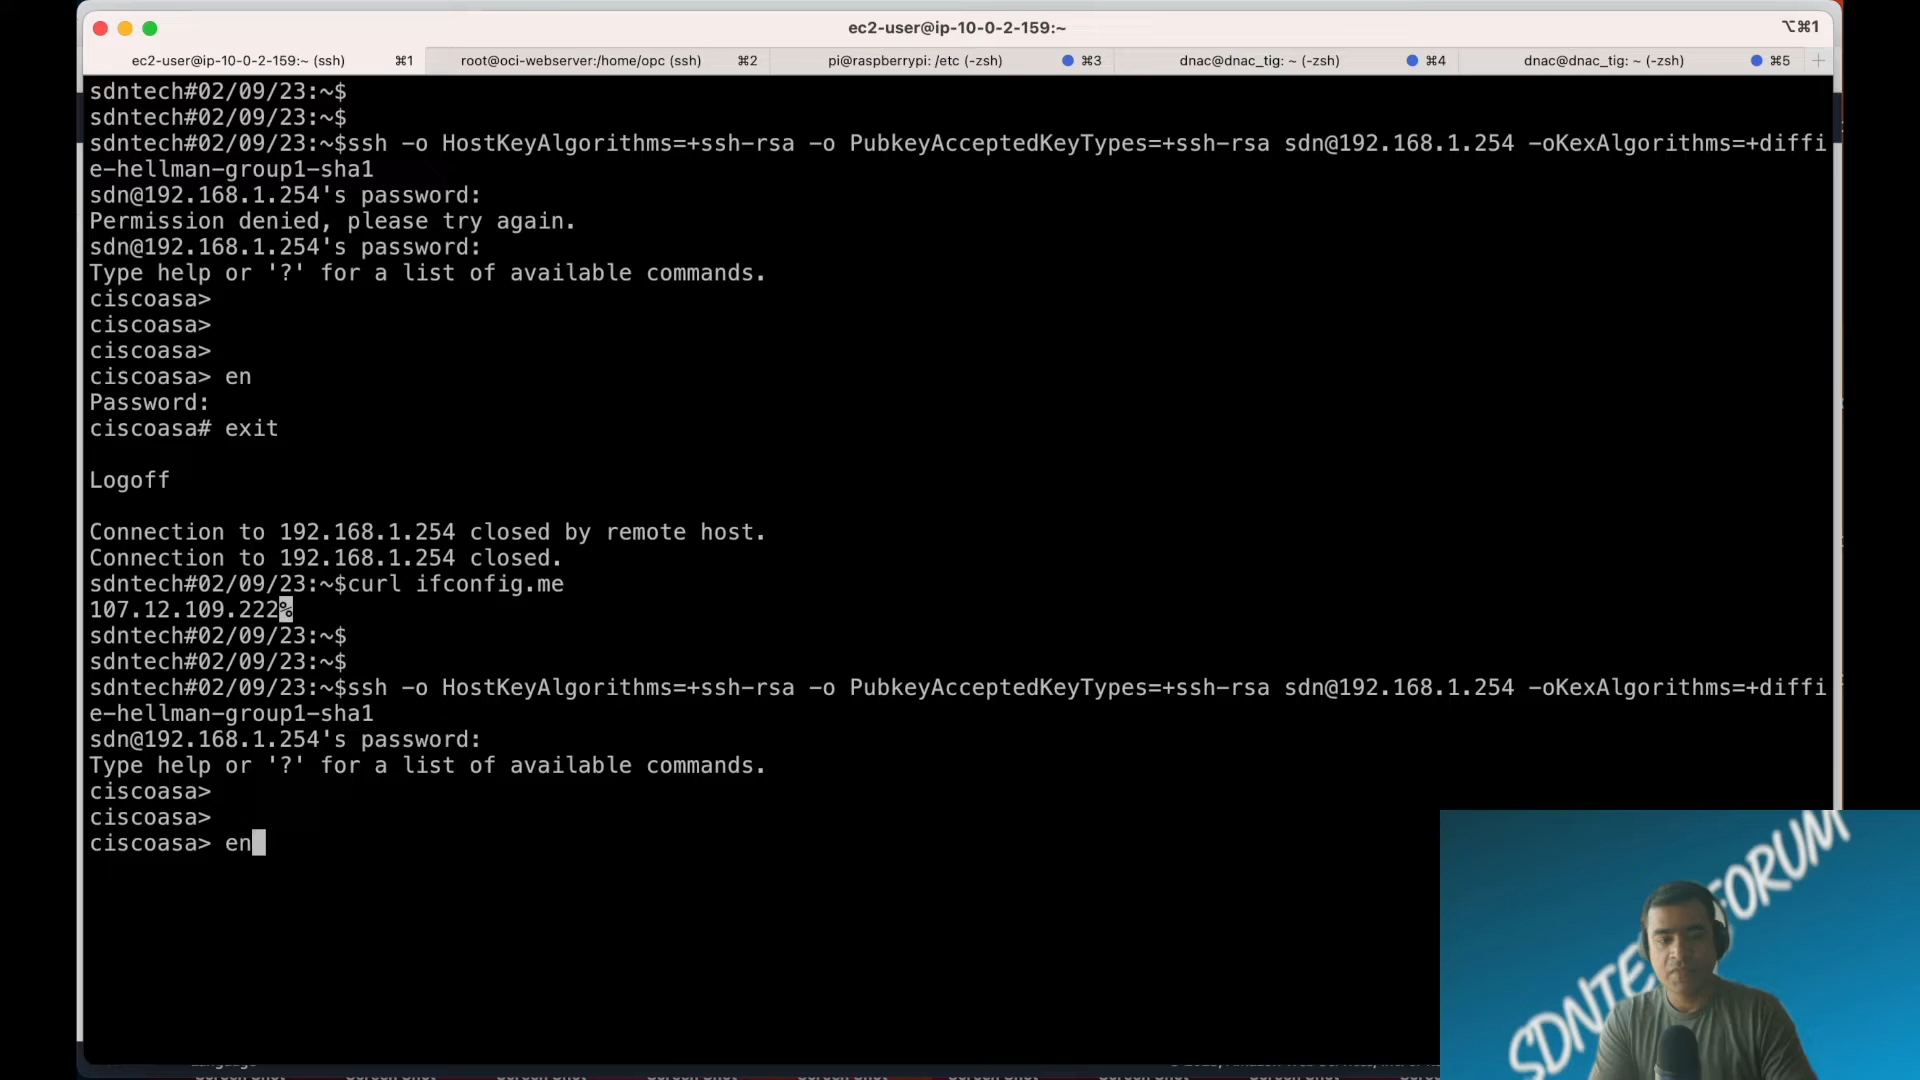 ec2-user@ip-10-0-2-159:~
⌥⌘1
ec2-user@ip-10-0-2-159:~ (ssh) ⌘1
root@oci-webserver:/home/opc (ssh) ⌘2
pi@raspberrypi: /etc (-zsh) ⌘3
dnac@dnac_tig: ~ (-zsh) ⌘4
dnac@dnac_tig: ~ (-zsh) ⌘5
sdntech#02/09/23:~$
sdntech#02/09/23:~$
sdntech#02/09/23:~$ssh -o HostKeyAlgorithms=+ssh-rsa -o PubkeyAcceptedKeyTypes=+ssh-rsa sdn@192.168.1.254 -oKexAlgorithms=+diffi
e-hellman-group1-sha1
sdn@192.168.1.254's password:
Permission denied, please try again.
sdn@192.168.1.254's password:
Type help or '?' for a list of available commands.
ciscoasa>
ciscoasa>
ciscoasa>
ciscoasa> en
Password:
ciscoasa# exit
Logoff
Connection to 192.168.1.254 closed by remote host.
Connection to 192.168.1.254 closed.
sdntech#02/09/23:~$curl ifconfig.me
107.12.109.222%
sdntech#02/09/23:~$
sdntech#02/09/23:~$
sdntech#02/09/23:~$ssh -o HostKeyAlgorithms=+ssh-rsa -o PubkeyAcceptedKeyTypes=+ssh-rsa sdn@192.168.1.254 -oKexAlgorithms=+diffi
e-hellman-group1-sha1
sdn@192.168.1.254's password:
Type help or '?' for a list of available commands.
ciscoasa>
ciscoasa>
ciscoasa> en
FORUM